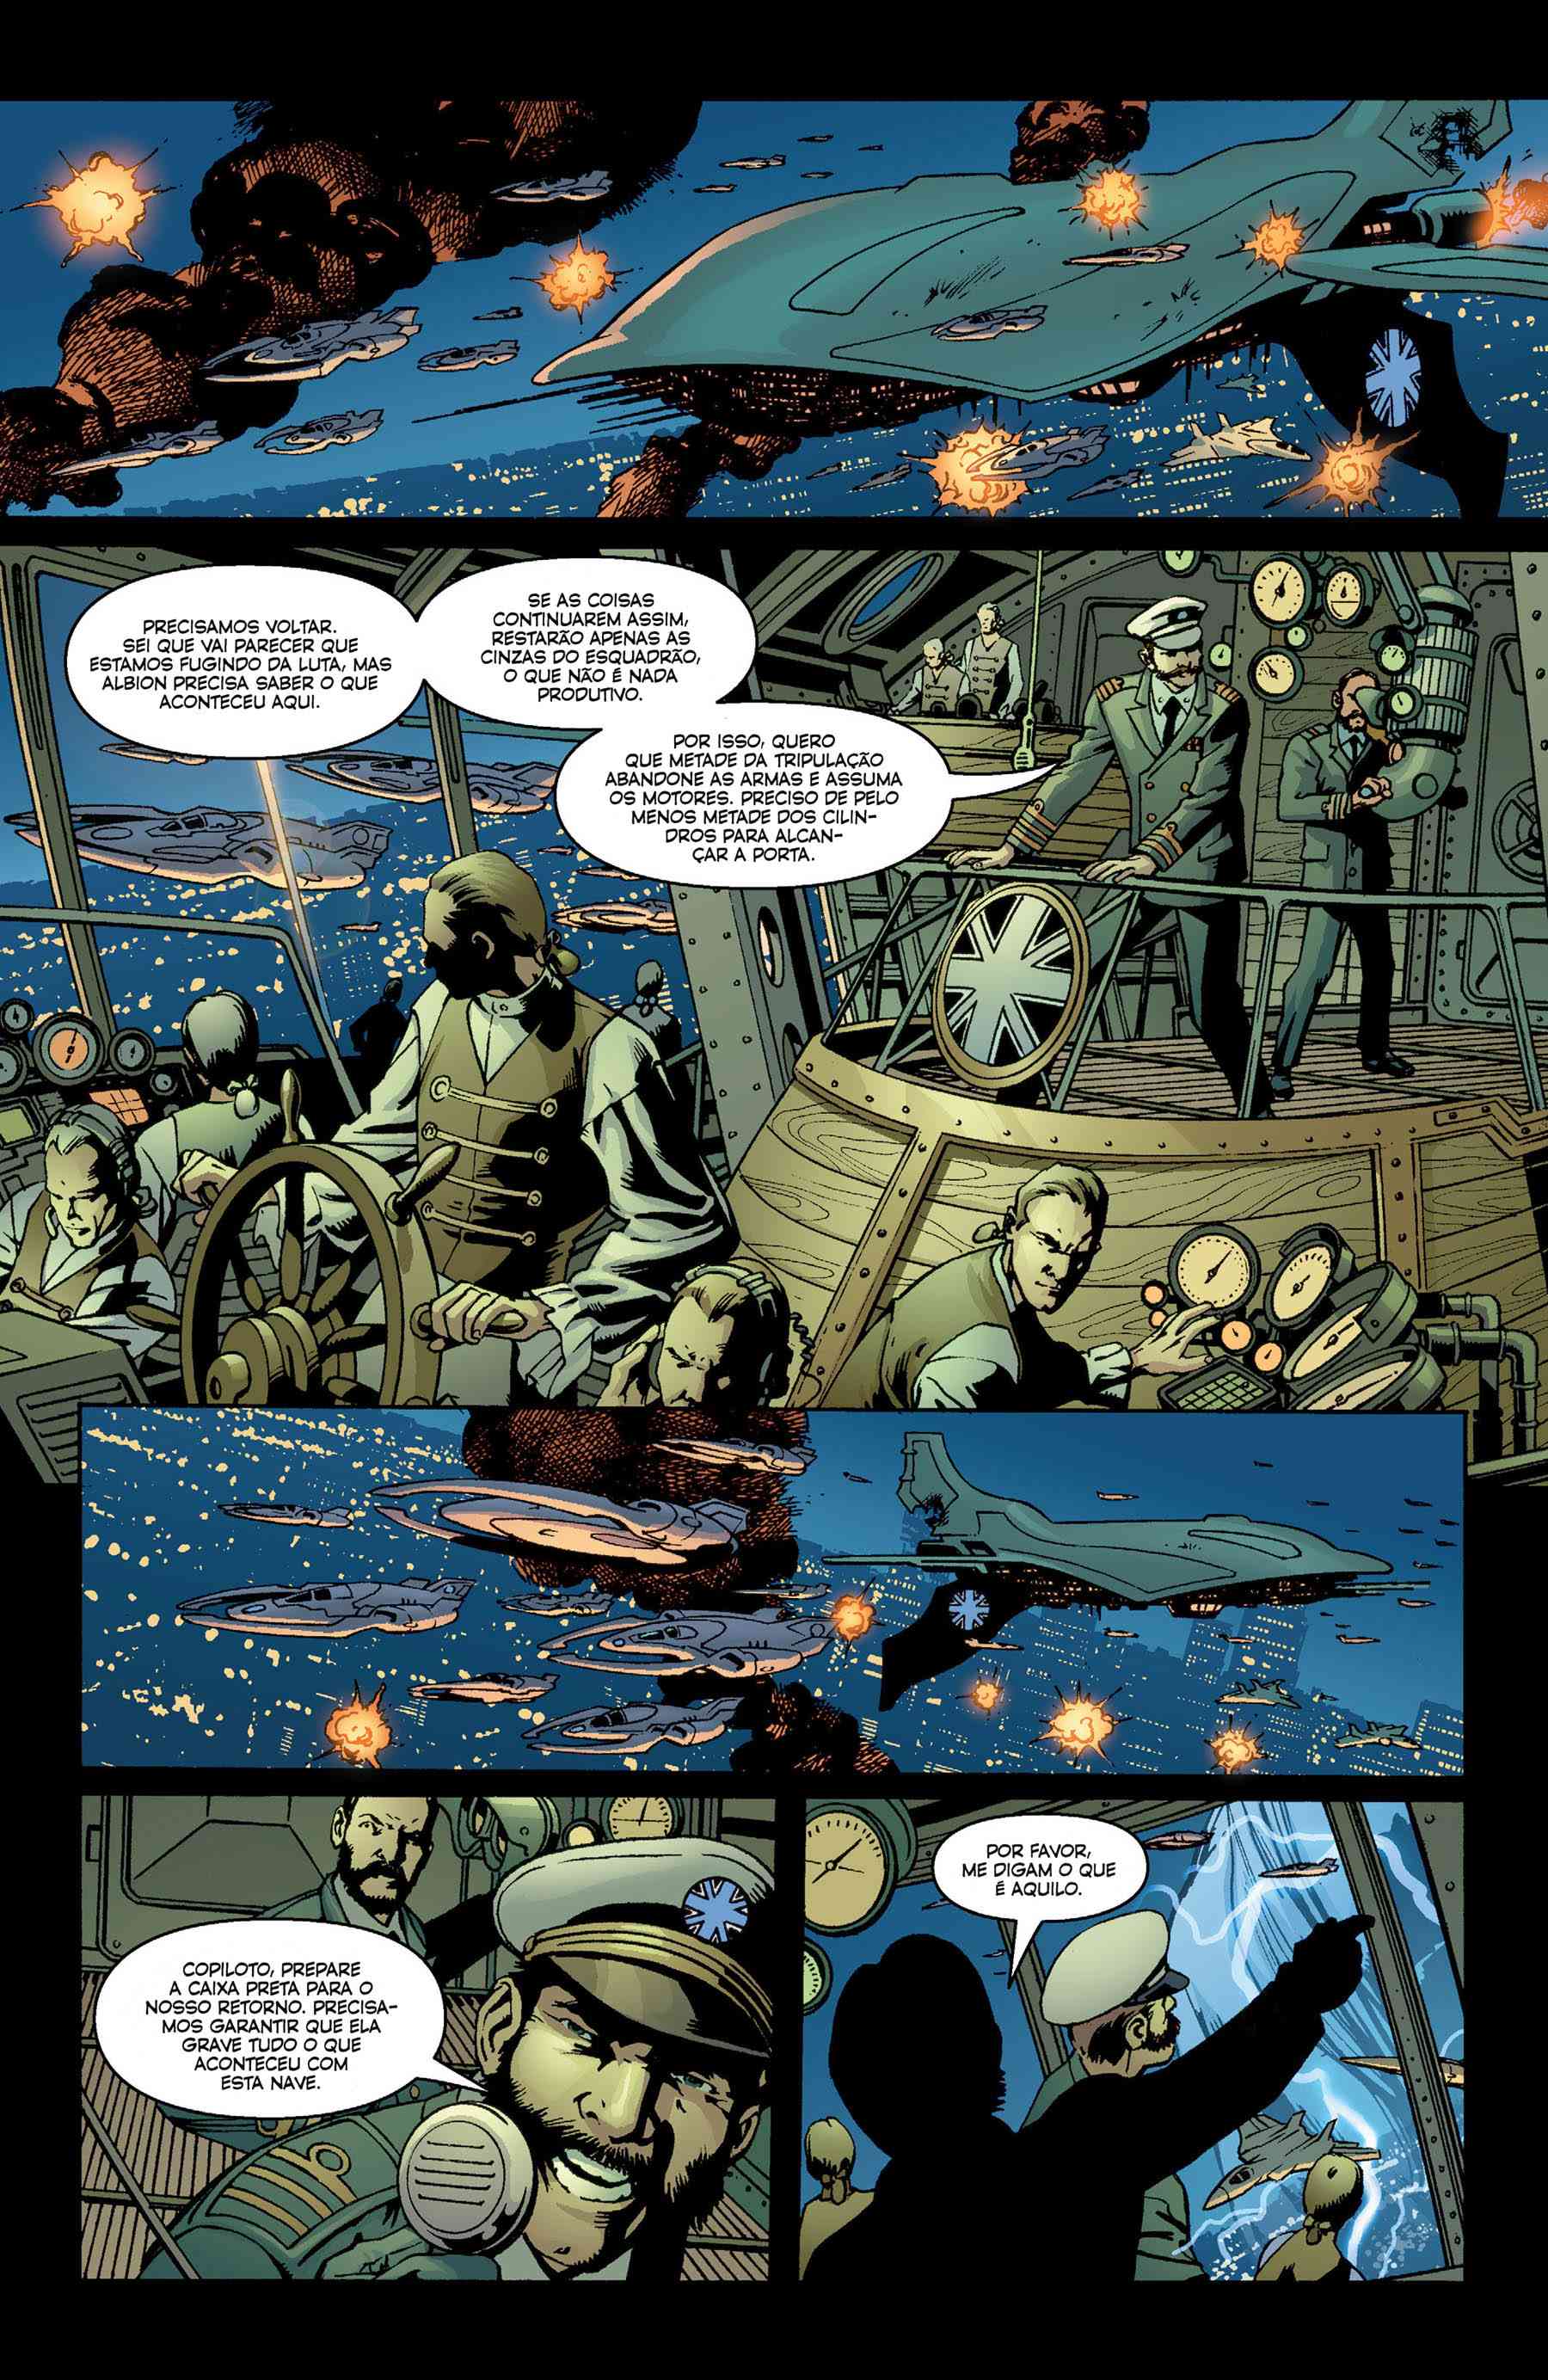 PRECISAMOS VOLTAR.
SEI QUE VAI PARECER QUE
ESTAMOS FUGINDO DA LUTA, MAS
ALBION PRECISA SABER O QUE
ACONTECEU AQUI.
SE AS COISAS
CONTINUAREM ASSIM,
RESTARÃO APENAS AS
CINZAS DO ESQUADRÃO,
O QUE NÃO É NADA
PRODUTIVO.
POR ISSO, QUERO
QUE METADE DA TRIPULAÇÃO
ABANDONE AS ARMAS E ASSUMA
OS MOTORES. PRECISO DE PELO
MENOS METADE DOS CILIN-
DROS PARA ALCAN-
ÇAR A PORTA.
COPILOTO, PREPARE
A CAIXA PRETA PARA O
NOSSO RETORNO. PRECISA-
MOS GARANTIR QUE ELA
GRAVE TUDO O QUE
ACONTECEU COM
ESTA NAVE.
POR FAVOR,
ME DIGAM O QUE
É AQUILO.